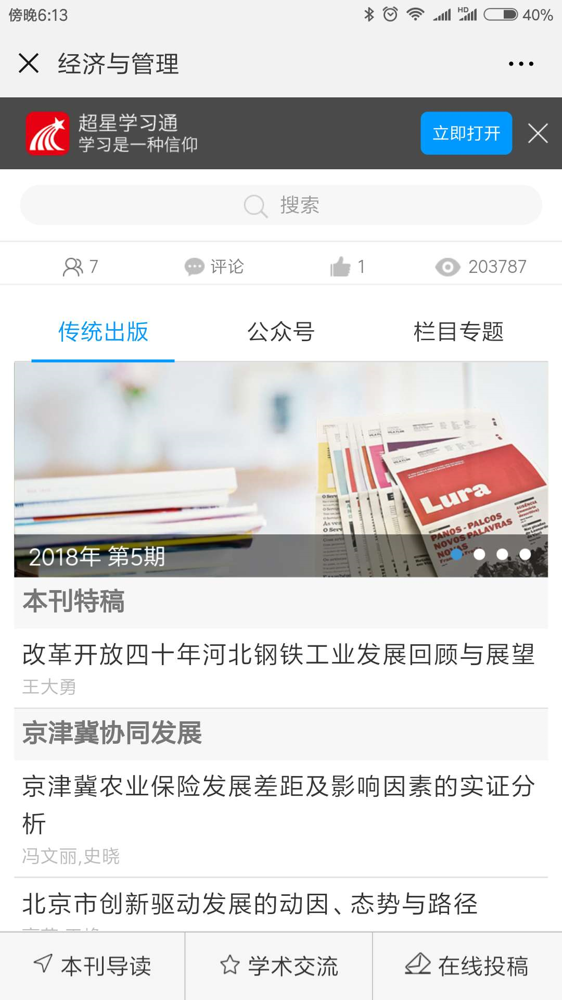 傍晚6:13
HD
40%
经济与管理
超星学习通
学习是一种信仰
立即打开
搜索
7
评论
1
203787
传统出版
公众号
栏目专题
Lura
PANOS - PALCOS
NOVOS PALAVRAS
NOVAS
AUSÊNCIA
2018年 第5期
本刊特稿
改革开放四十年河北钢铁工业发展回顾与展望
王大勇
京津冀协同发展
京津冀农业保险发展差距及影响因素的实证分
析
冯文丽,史晓
北京市创新驱动发展的动因、态势与路径
本刊导读
学术交流
在线投稿